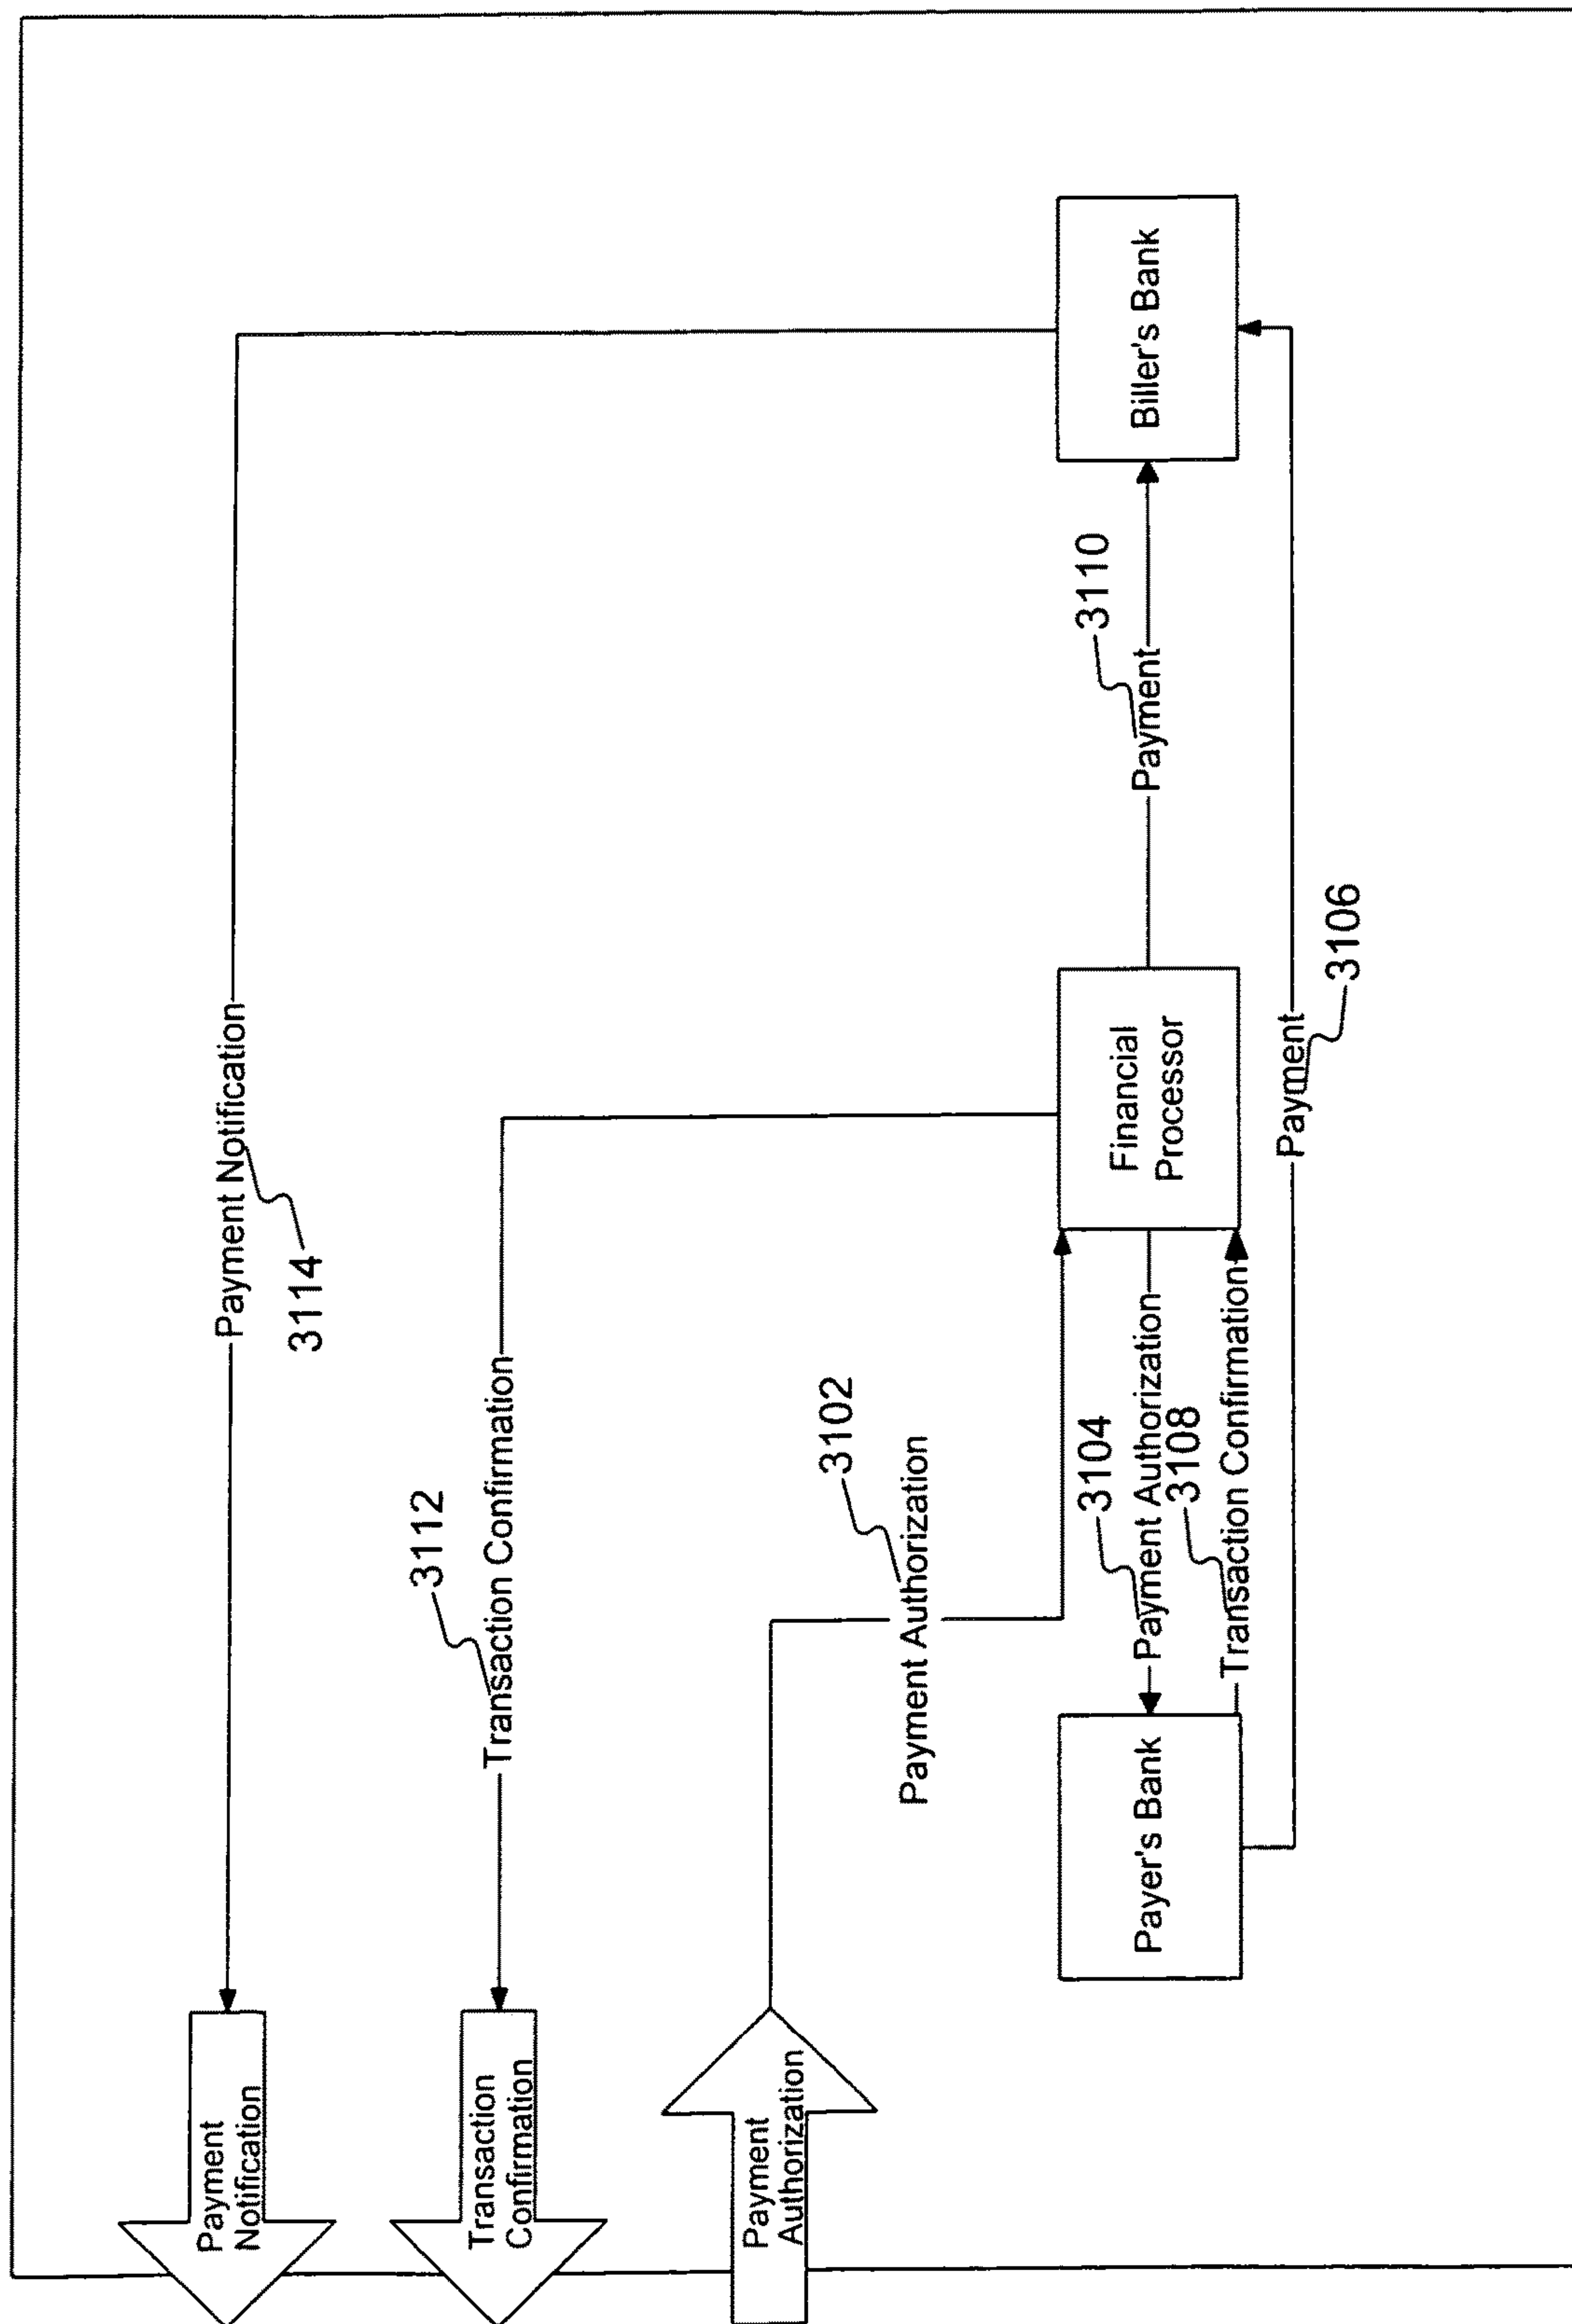 Payment
Notification
Payment Notification
3114
Transaction
Confirmation
3112
Transaction Confirmation
Payment
Authorization
3102
Payment Authorization
Payer's Bank
3104
Payment Authorization
3108
Transaction Confirmation
Financial
Processor
3110
Payment
Biller's Bank
Payment
3106